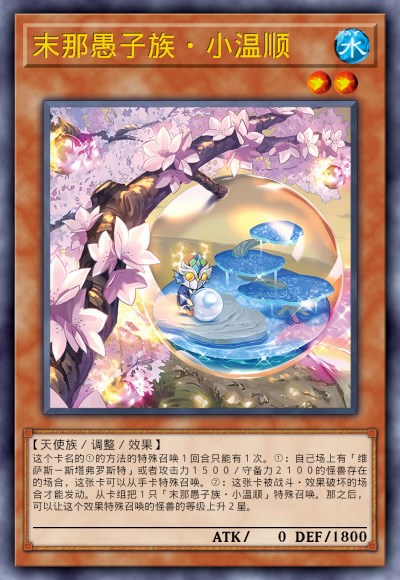 末那愚子族・小温顺
水
【天使族／调整／效果】
这个卡名的①的方法的特殊召唤1回合只能有1次。①：自己场上有「维
萨斯－斯塔弗罗斯特」或者攻击力1500／守备力2100的怪兽存在
的场合，这张卡可以从手卡特殊召唤。②：这张卡被战斗・效果破坏的场
合才能发动。从卡组把1只「末那愚子族・小温顺」特殊召唤。那之后，
可以让这个效果特殊召唤的怪兽的等级上升2星。
ATK/ 0 DEF/1800